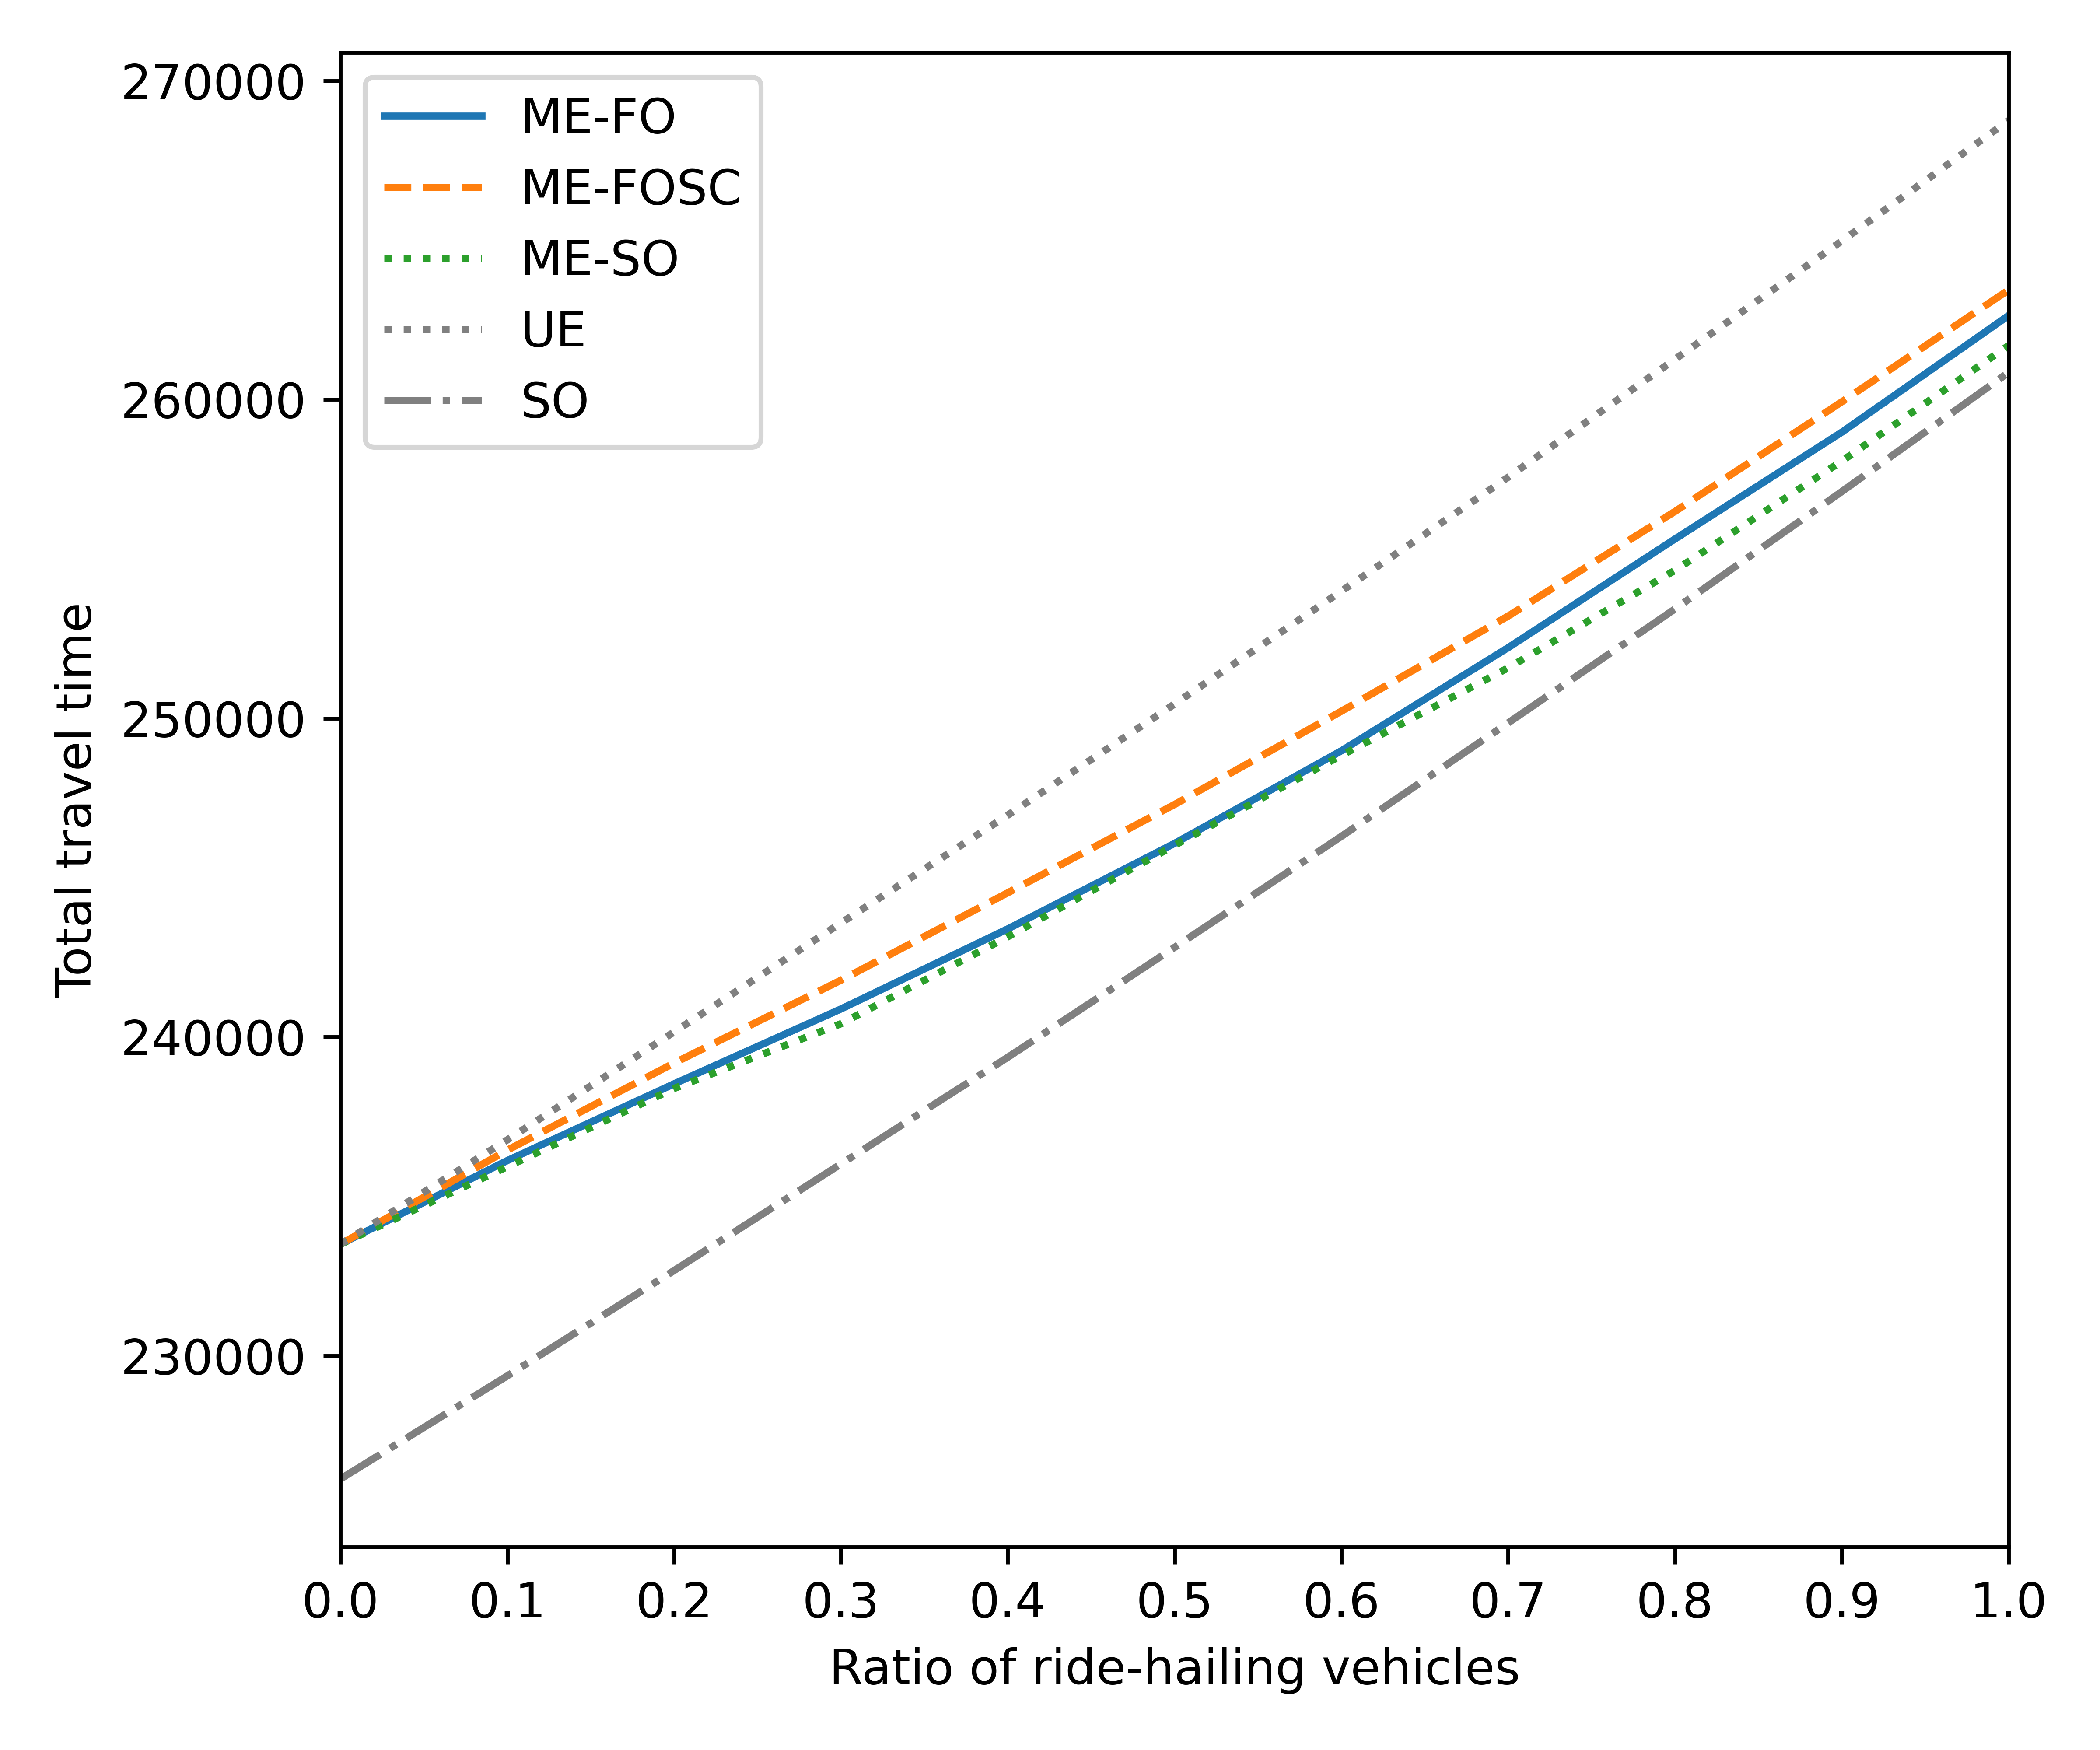 270000
260000
250000
240000
230000
Total travel time
ME-FO
ME-FOSC
ME-SO
UE
SO
0.0 0.1 0.2 0.3 0.4 0.5 0.6 0.7 0.8 0.9 1.0
Ratio of ride-hailing vehicles